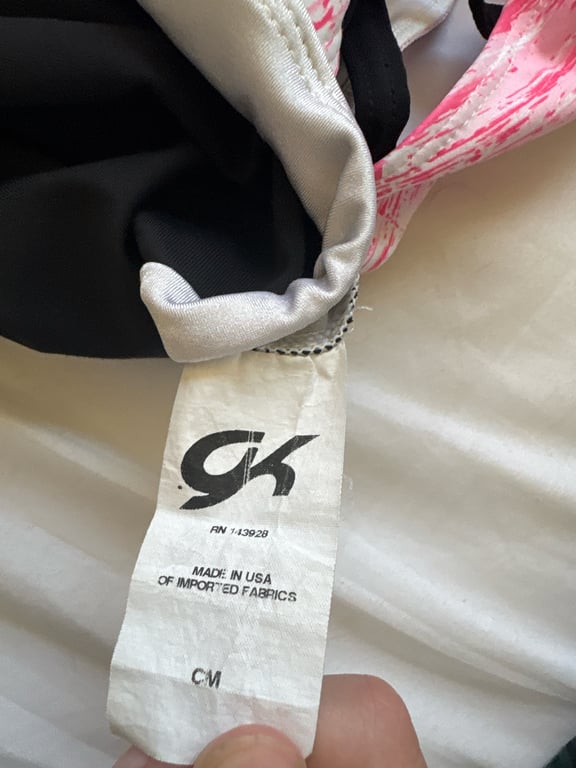 GK
RN 143928
MADE IN USA
OF IMPORTED FABRICS
CM